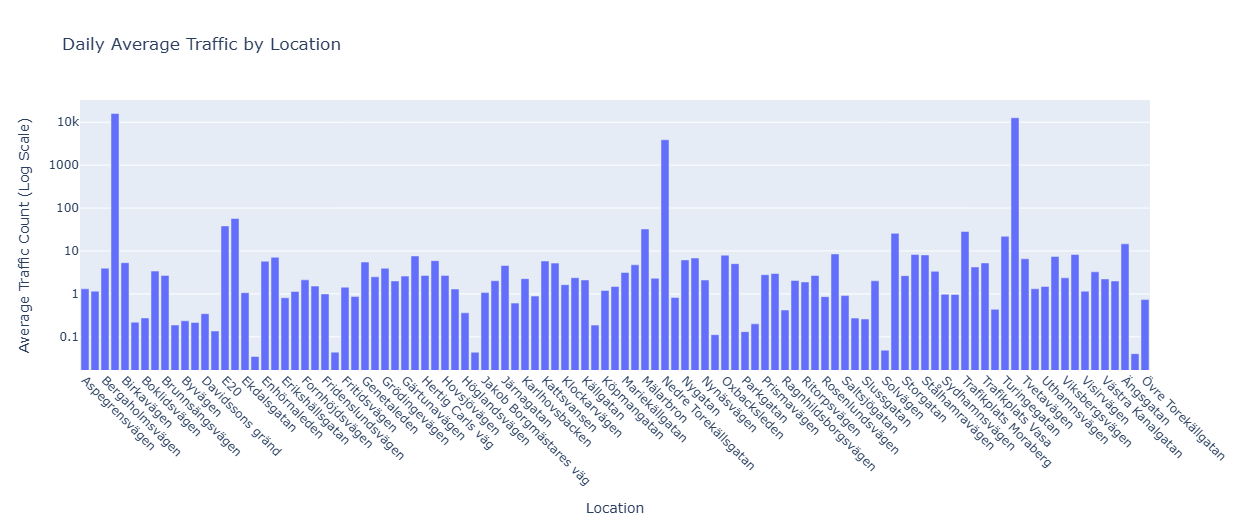 Daily Average Traffic by Location
Average Traffic Count (Log Scale)
10k
1000
100
10
1
0.1
Aspegrensvägen
Bergaholmsvägen
Birkavägen
Boklidsvägen
Brunnsängsvägen
Byvägen
Davidssons gränd
E20
Ekdalsgatan
Enhörnaleden
Erikshällsgatan
Fornhöjdsvägen
Fridenslundsvägen
Fritidsvägen
Genetaleden
Grödingevägen
Gärtunavägen
Hertig Carls väg
Hovsjövägen
Höglandsvägen
Jakob Borgmästares väg
Järnagatan
Karlhovsbacken
Kattvansen
Klockarvägen
Källgatan
Köpmangatan
Mariekällgatan
Mälarbron
Nedre Torekällsgatan
Nygatan
Nynäsvägen
Oxbacksleden
Parkgatan
Prismavägen
Ragnhildsborgsvägen
Ritorpsvägen
Rosenlundsvägen
Saltsjögatan
Slussgatan
Solvägen
Storgatan
Stålhamravägen
Sydhamnsvägen
Trafikplats Moraberg
Trafikplats Vasa
Turingegatan
Tvetavägen
Uthamnsvägen
Viksbergsvägen
Visirvägen
Västra Kanalgatan
Ängsgatan
Övre Torekällgatan
Location